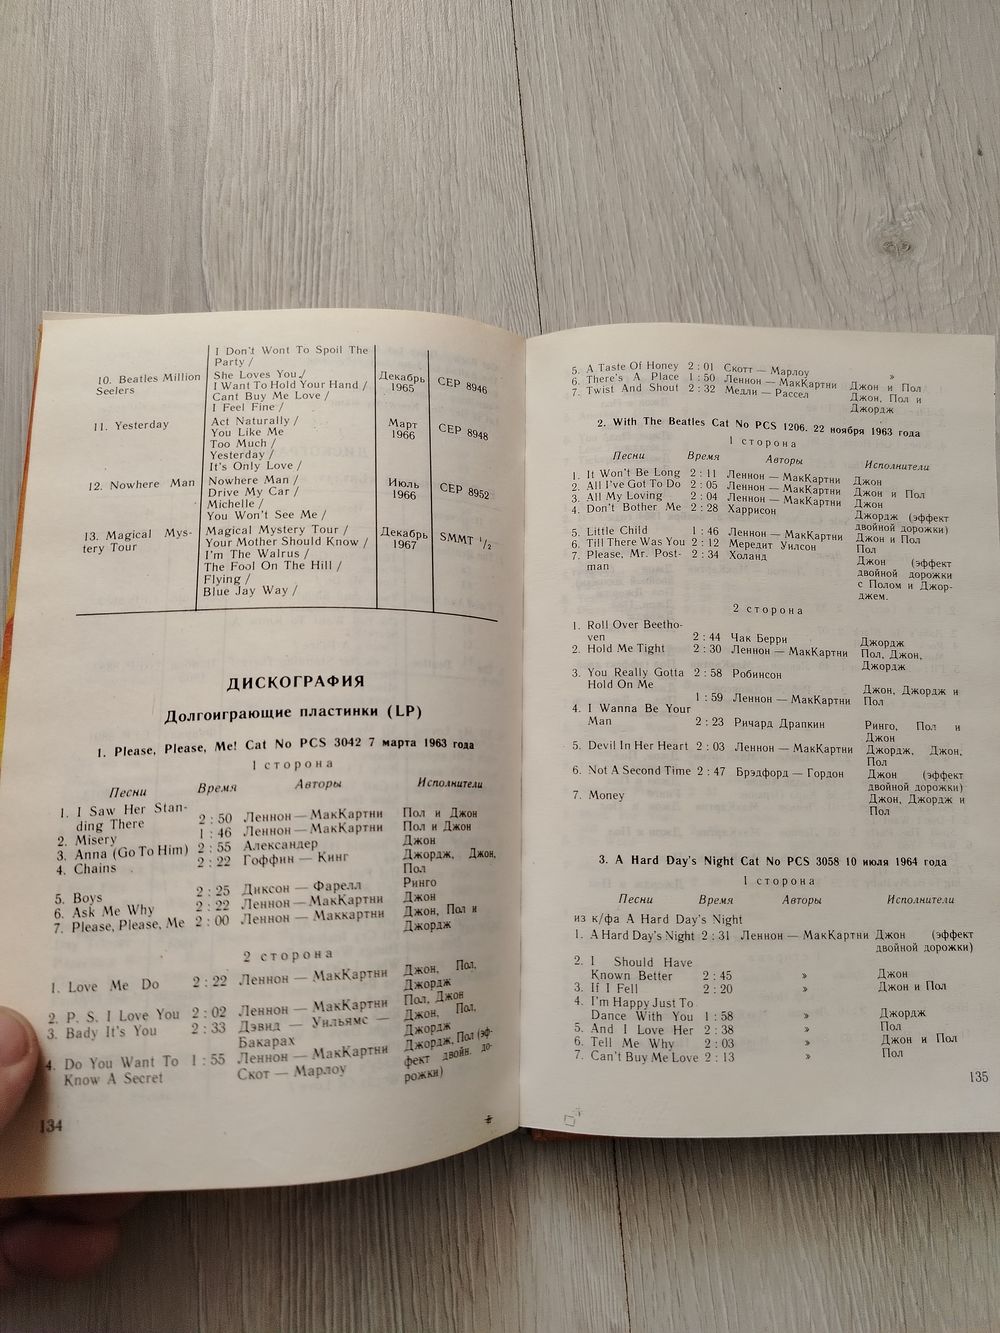 I Don't Wont To Spoil The
Party /
10. Beatles Million
Seelers
She Loves You /
I Want To Hold Your Hand /
Cant Buy Me Love /
I Feel Fine /
Декабрь
1965
CEP 8946
11. Yesterday
Act Naturally /
You Like Me
Too Much /
Yesterday /
It's Only Love /
Март
1966
CEP 8948
12. Nowhere Man
Nowhere Man /
Drive My Car /
Michelle /
You Won't See Me /
Июль
1966
CEP 8952
13. Magical Mys-
tery Tour
Magical Mystery Tour /
Your Mother Should Know /
I'm The Walrus /
The Fool On The Hill /
Flying /
Blue Jay Way /
Декабрь
1967
SMMT 1/2
ДИСКОГРАФИЯ
Долгоиграющие пластинки (LP)
1. Please, Please, Me! Cat No PCS 3042 7 марта 1963 года
1 сторона
Песни Время Авторы Исполнители
1. I Saw Her Stan-
ding There 2 : 50 Леннон — МакКартни Пол и Джон
2. Misery 1 : 46 Леннон — МакКартни Пол и Джон
3. Anna (Go To Him) 2 : 55 Александер Джон
4. Chains 2 : 22 Гоффин — Кинг Джордж, Джон,
Пол
5. Boys 2 : 25 Диксон — Фарелл Ринго
6. Ask Me Why 2 : 22 Леннон — МакКартни Джон
7. Please, Please, Me 2 : 00 Леннон — Маккартни Джон, Пол и
Джордж
2 сторона
1. Love Me Do 2 : 22 Леннон — МакКартни Джон, Пол,
Джордж
2. P. S. I Love You 2 : 02 Леннон — МакКартни Пол, Джон
3. Bady It's You 2 : 33 Дэвид — Уильямс —
Бакарах
Джон, Пол,
Джордж
4. Do You Want To
Know A Secret
1 : 55 Леннон — МакКартни
Скот — Марлоу
Джордж, Пол (эф-
фект двойн. до-
рожки)
134
5. A Taste Of Honey 2 : 01 Скотт — Марлоу »
6. There's A Place 1 : 50 Леннон — МакКартни Джон и Пол
7. Twist And Shout 2 : 32 Медли — Рассел Джон, Пол и
Джордж
2. With The Beatles Cat No PCS 1206. 22 ноября 1963 года
1 сторона
Песни Время Авторы Исполнители
1. It Won't Be Long 2 : 11 Леннон — МакКартни Джон
2. All I've Got To Do 2 : 05 Леннон — МакКартни Джон и Пол
3. All My Loving 2 : 04 Леннон — МакКартни Джон
4. Don't Bother Me 2 : 28 Харрисон Джордж (эффект
двойной дорожки)
5. Little Child 1 : 46 Леннон — МакКартни Джон и Пол
6. Till There Was You 2 : 12 Мередит Уилсон Пол
7. Please, Mr. Post-
man
2 : 34 Холанд Джон (эффект
двойной дорожки
с Полом и Джор-
джем.
2 сторона
1. Roll Over Beetho-
ven 2 : 44 Чак Берри Джордж
2. Hold Me Tight 2 : 30 Леннон — МакКартни Пол, Джон,
Джордж
3. You Really Gotta 2 : 58 Робинсон
Hold On Me
Джон, Джордж и
1 : 59 Леннон — МакКартни Пол
4. I Wanna Be Your
Man 2 : 23 Ричард Драпкин Ринго, Пол и
Джон
5. Devil In Her Heart 2 : 03 Леннон — МакКартни Джордж, Джон,
Пол
6. Not A Second Time 2 : 47 Брэдфорд — Гордон Джон (эффект
двойной дорожки)
7. Money Джон, Джордж и
Пол
3. A Hard Day's Night Cat No PCS 3058 10 июля 1964 года
1 сторона
Песни Время Авторы Исполнители
из к/фа A Hard Day's Night
1. A Hard Day's Night 2 : 31 Леннон — МакКартни Джон (эффект
двойной дорожки)
2. I Should Have
Known Better 2 : 45 » Джон
3. If I Fell 2 : 20 » Джон и Пол
4. I'm Happy Just To
Dance With You 1 : 58 » Джордж
5. And I Love Her 2 : 38 » Пол
6. Tell Me Why 2 : 03 » Джон и Пол
7. Can't Buy Me Love 2 : 13 » Пол
135